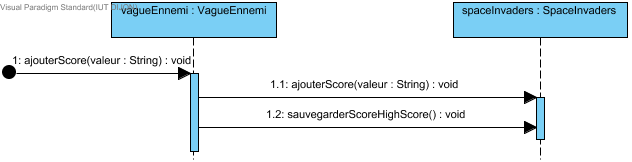 Visual Paradigm Standard(IUT DIJON)
vagueEnnemi : VagueEnnemi
spaceInvaders : SpaceInvaders
1: ajouterScore(valeur : String) : void
1.1: ajouterScore(valeur : String) : void
1.2: sauvegarderScoreHighScore() : void